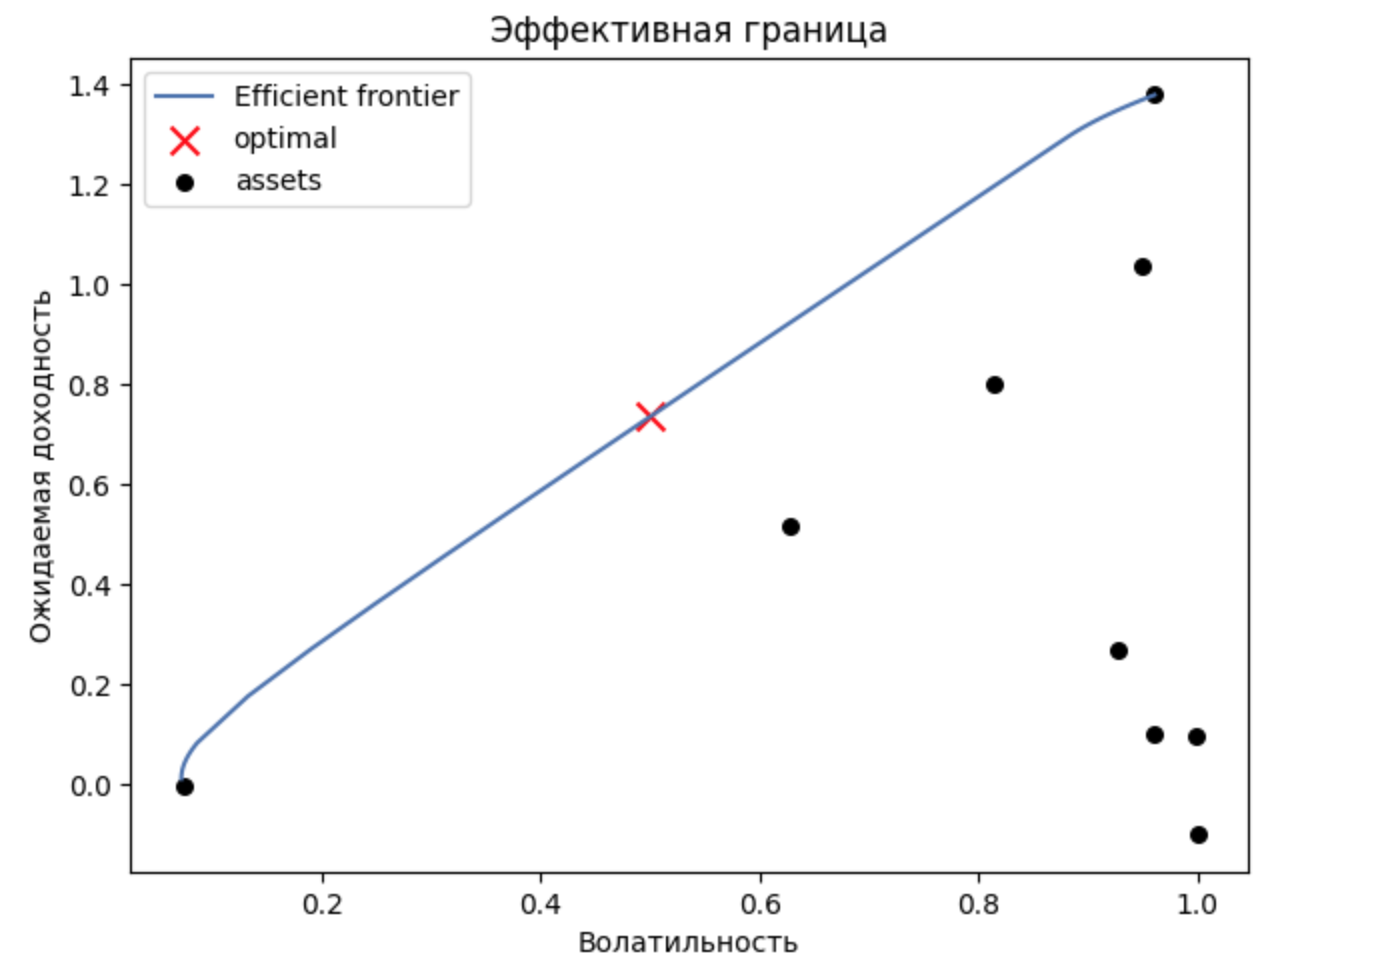 Эффективная граница
Efficient frontier
optimal
assets
1.4
1.2
1.0
0.8
0.6
0.4
0.2
0.0
Ожидаемая доходность
0.2 0.4 0.6 0.8 1.0
Волатильность